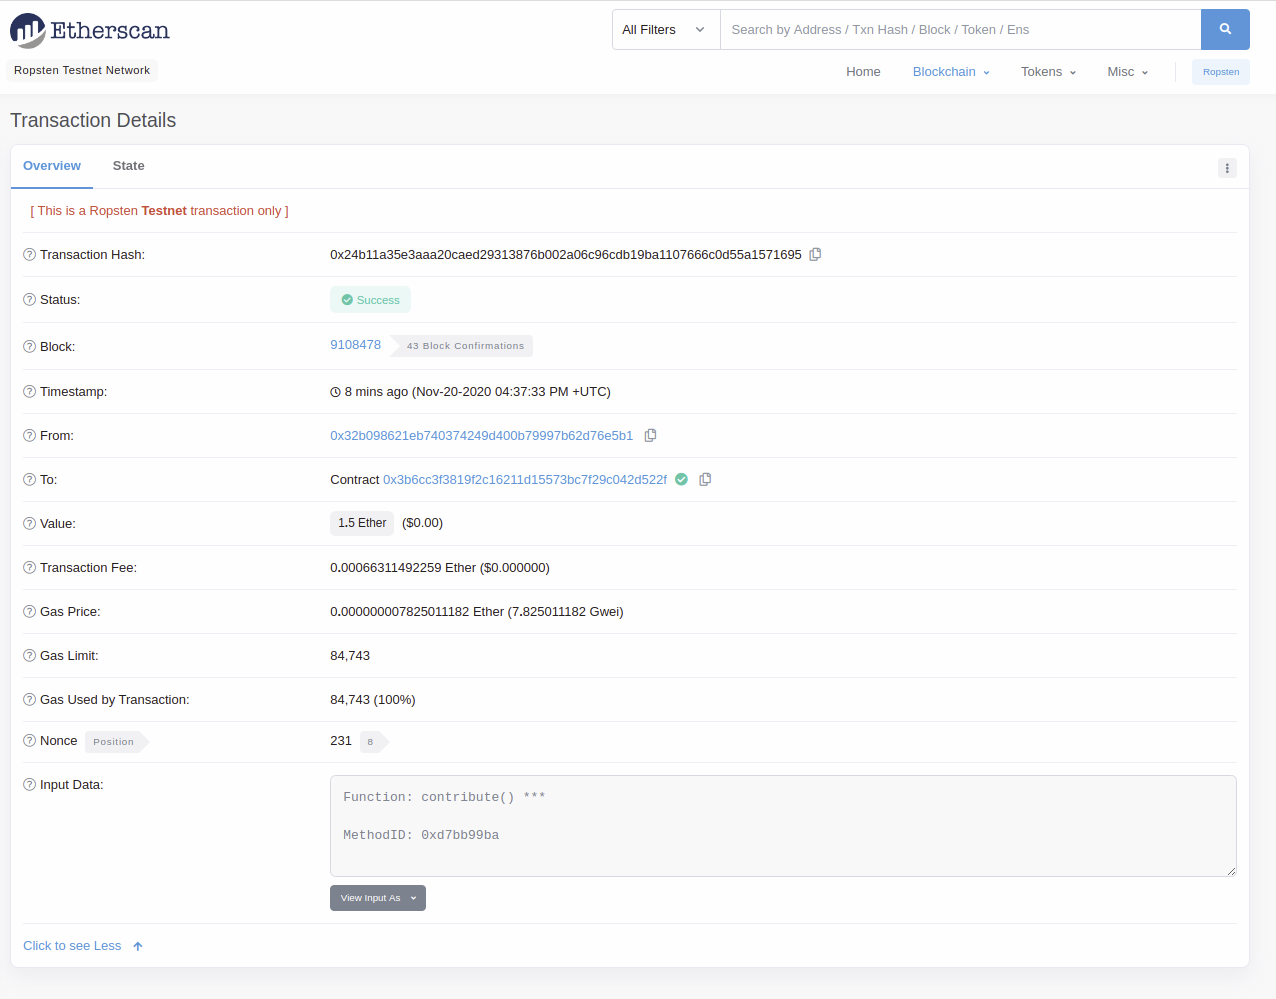 Etherscan
All Filters
Search by Address / Txn Hash / Block / Token / Ens
Ropsten Testnet Network
Home Blockchain Tokens Misc Ropsten
Transaction Details
Overview State
[ This is a Ropsten Testnet transaction only ]
Transaction Hash: 0x24b11a35e3aaa20caed29313876b002a06c96cdb19ba1107666c0d55a1571695
Status: Success
Block: 9108478 43 Block Confirmations
Timestamp: 8 mins ago (Nov-20-2020 04:37:33 PM +UTC)
From: 0x32b098621eb740374249d400b79997b62d76e5b1
To: Contract 0x3b6cc3f3819f2c16211d15573bc7f29c042d522f
Value: 1.5 Ether ($0.00)
Transaction Fee: 0.00066311492259 Ether ($0.000000)
Gas Price: 0.000000007825011182 Ether (7.825011182 Gwei)
Gas Limit: 84,743
Gas Used by Transaction: 84,743 (100%)
Nonce Position 231 8
Input Data: Function: contribute() ***
MethodID: 0xd7bb99ba
View Input As
Click to see Less